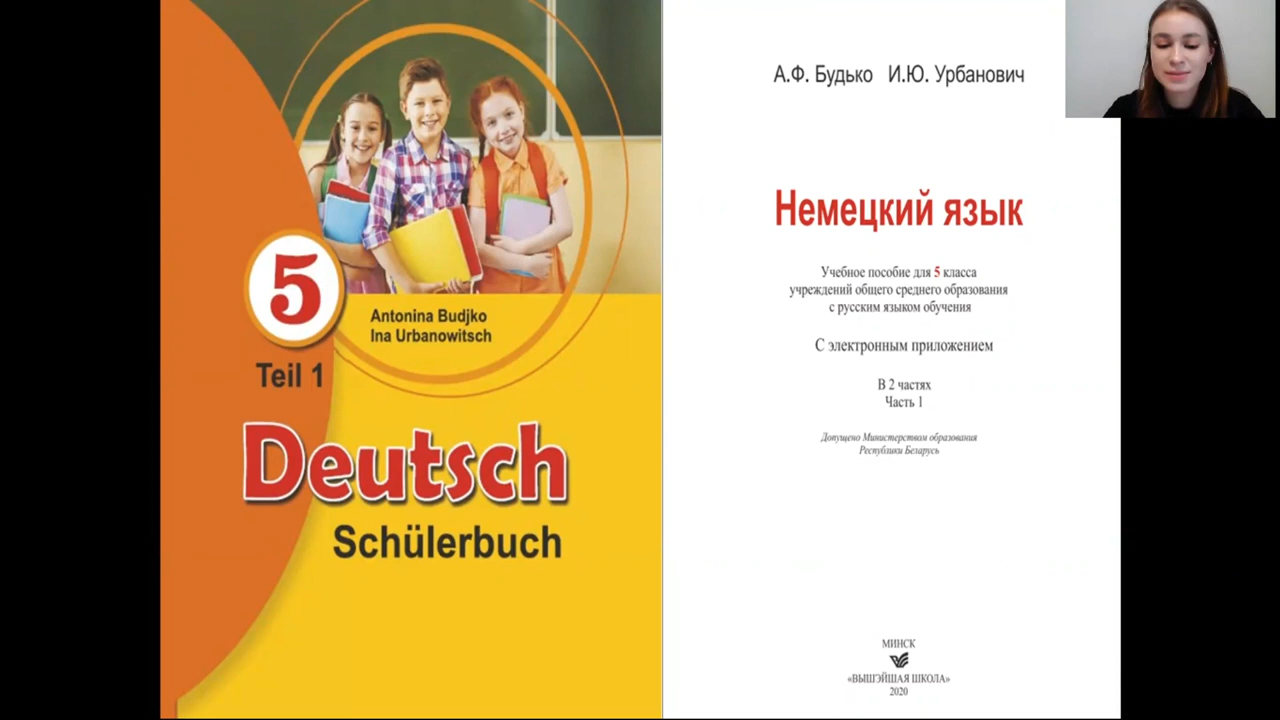 5
Antonina Budjko
Ina Urbanowitsch
Teil 1
Deutsch
Schülerbuch
А.Ф. Будько И.Ю. Урбанович
Немецкий язык
Учебное пособие для 5 класса
учреждений общего среднего образования
с русским языком обучения
С электронным приложением
В 2 частях
Часть 1
Допущено Министерством образования
Республики Беларусь
МИНСК
«ВЫШЭЙШАЯ ШКОЛА»
2020